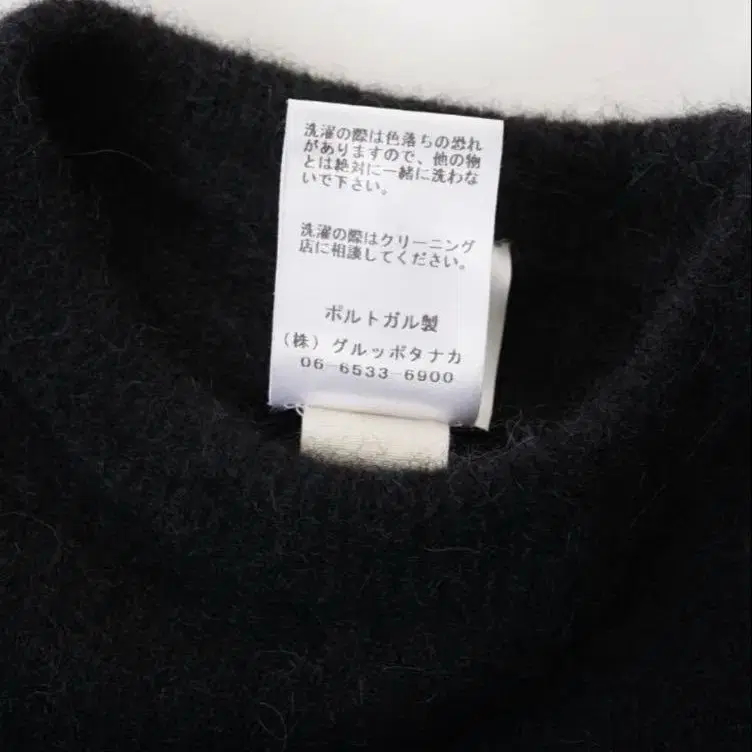 洗濯の際は色落ちの恐れ
がありますので、他の物
とは絶対に一緒に洗わな
いで下さい。
洗濯の際はクリーニング
店に相談してください。
ポルトガル製
(株) グルッポタナカ
06-6533-6900